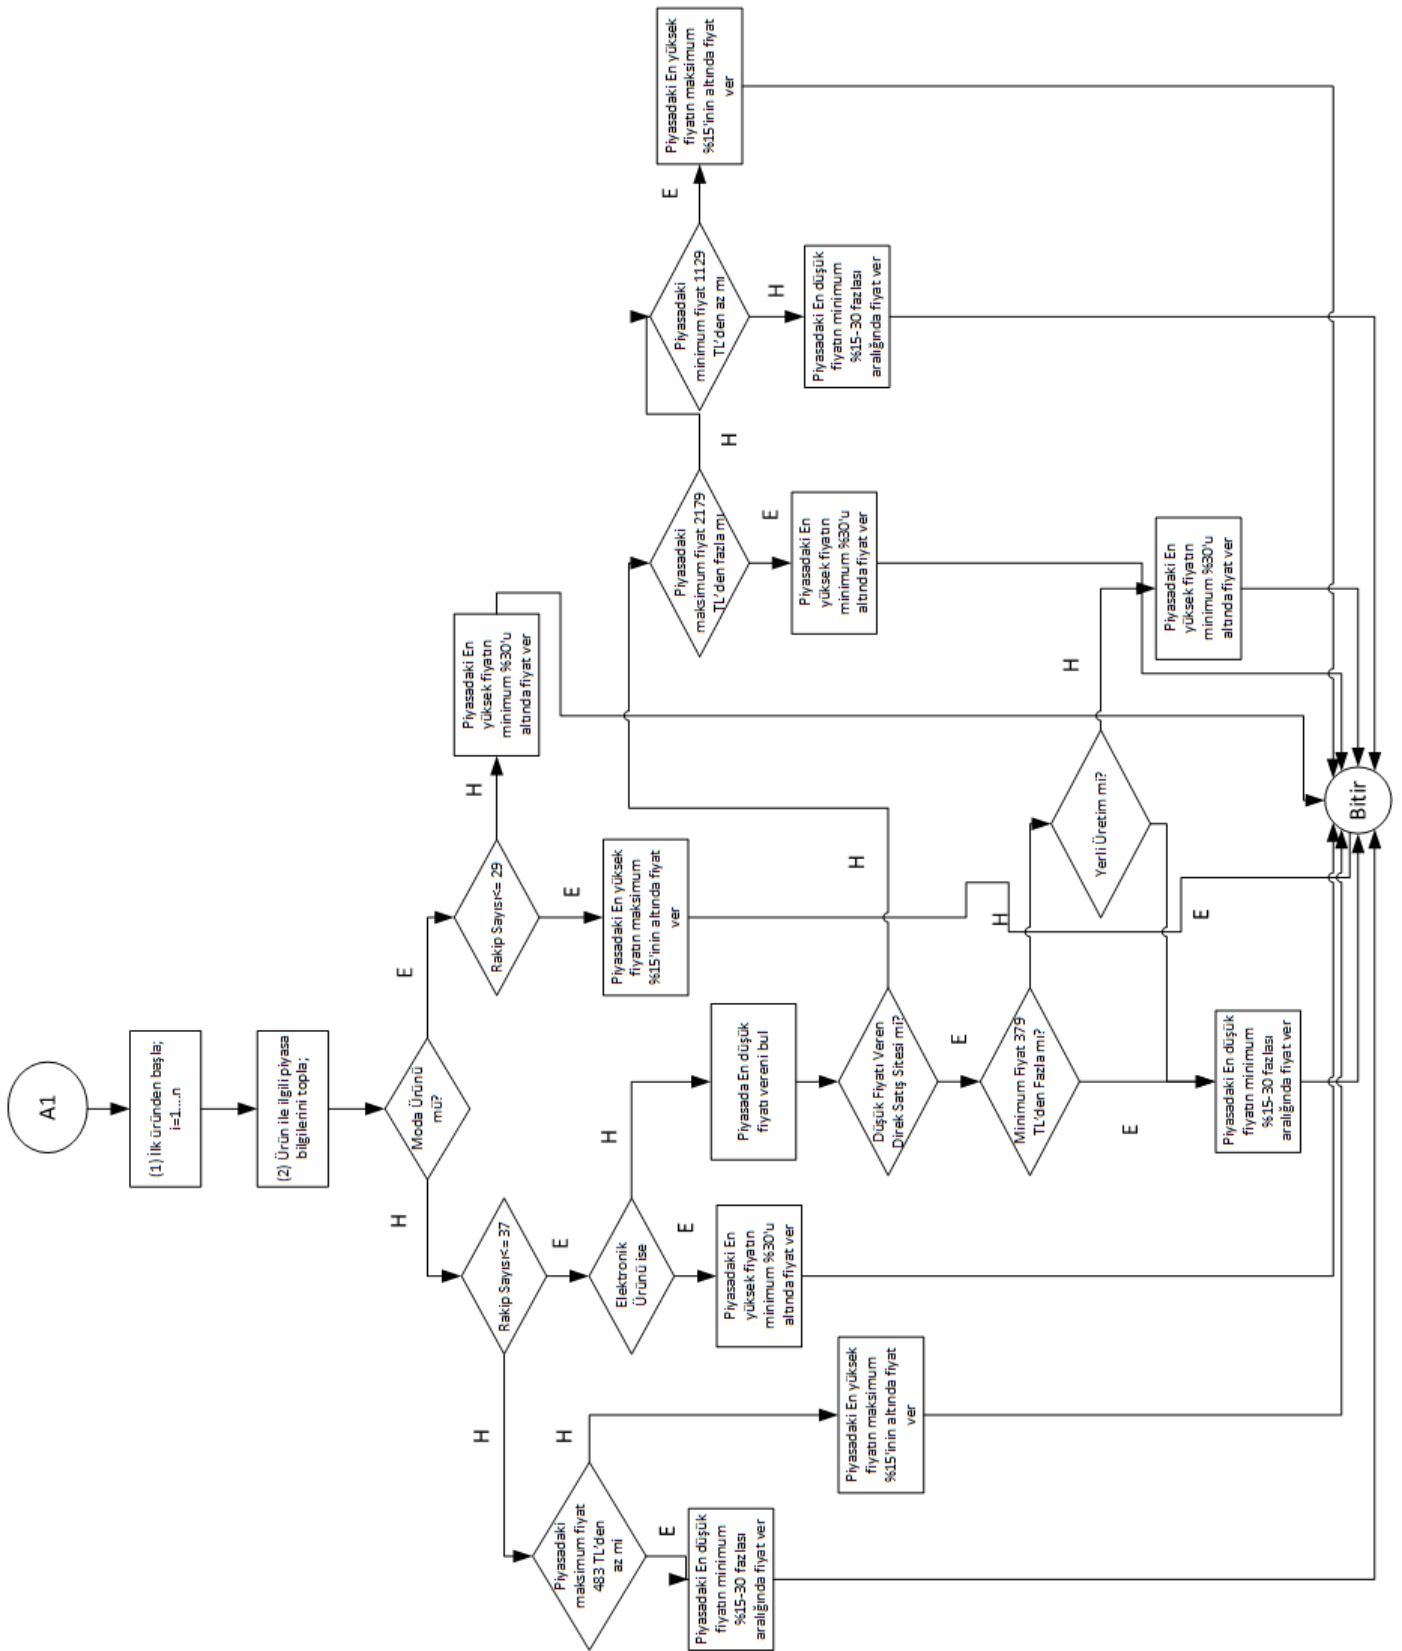 A1
(1) İlk üründen başla;
i=1...n
(2) Ürün ile ilgili piyasa
bilgilerini topla;
Moda Ürünü
mü?
H
E
Rakip Sayısı<= 37
Rakip Sayısı<= 29
H
E
H
E
Piyasadaki En
yüksek fiyatın
minimum %30'u
altında fiyat ver
Piyasadaki
maksimum fiyat
483 TL'den
az mi
Elektronik
Ürünü ise
Piyasadaki En yüksek
fiyatın maksimum
%15'inin altında fiyat
ver
H
E
H
E
Piyasadaki En düşük
fiyatın minimum
%15-30 fazlası
aralığında fiyat ver
Piyasadaki En yüksek
fiyatın maksimum
%15'inin altında fiyat
ver
Piyasadaki En
yüksek fiyatın
minimum %30'u
altında fiyat ver
Piyasada En düşük
fiyatı vereni bul
Düşük Fiyatı Veren
Direk Satış Sitesi mi?
H
E
Piyasadaki
maksimum fiyat 2179
TL'den fazla mı
H
E
Piyasadaki
minimum fiyat 1129
TL'den az mı
E
H
Piyasadaki En yüksek
fiyatın maksimum
%15'inin altında fiyat
ver
Piyasadaki En
yüksek fiyatın
minimum %30'u
altında fiyat ver
Piyasadaki En düşük
fiyatın minimum
%15-30 fazlası
aralığında fiyat ver
Minimum Fiyat 379
TL'den Fazla mı?
H
E
Yerli Üretim mi?
H
E
Piyasadaki En düşük
fiyatın minimum
%15-30 fazlası
aralığında fiyat ver
Piyasadaki En
yüksek fiyatın
minimum %30'u
altında fiyat ver
Bitir